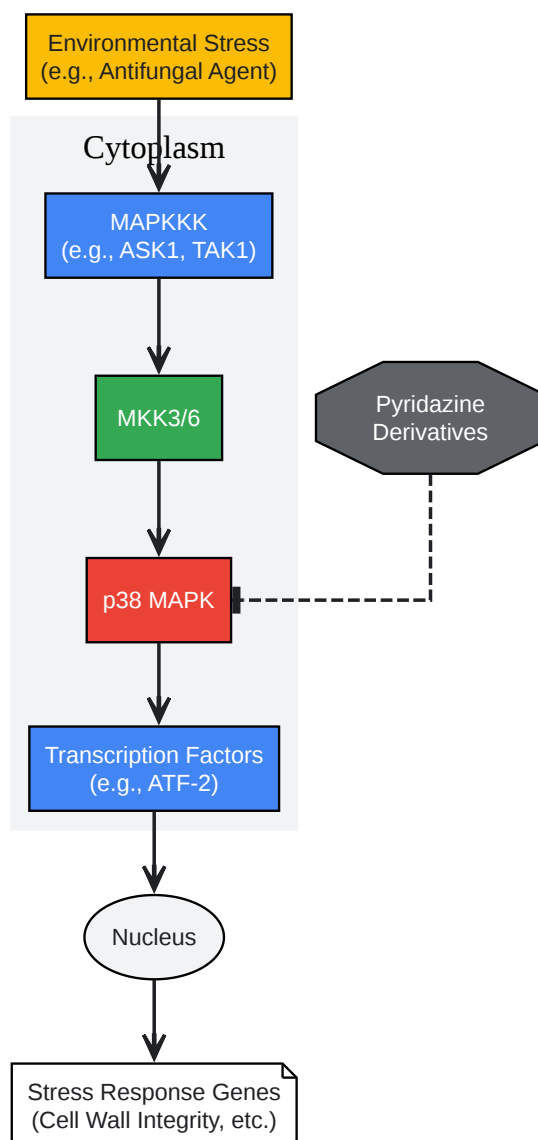 Environmental Stress
(e.g., Antifungal Agent)
Cytoplasm
MAPKKK
(e.g., ASK1, TAK1)
MKK3/6
Pyridazine
Derivatives
p38 MAPK
Transcription Factors
(e.g., ATF-2)
Nucleus
Stress Response Genes
(Cell Wall Integrity, etc.)